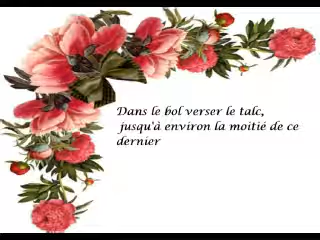 Dans le bol verser le talc,
jusqu'à environ la moitié de ce
dernier